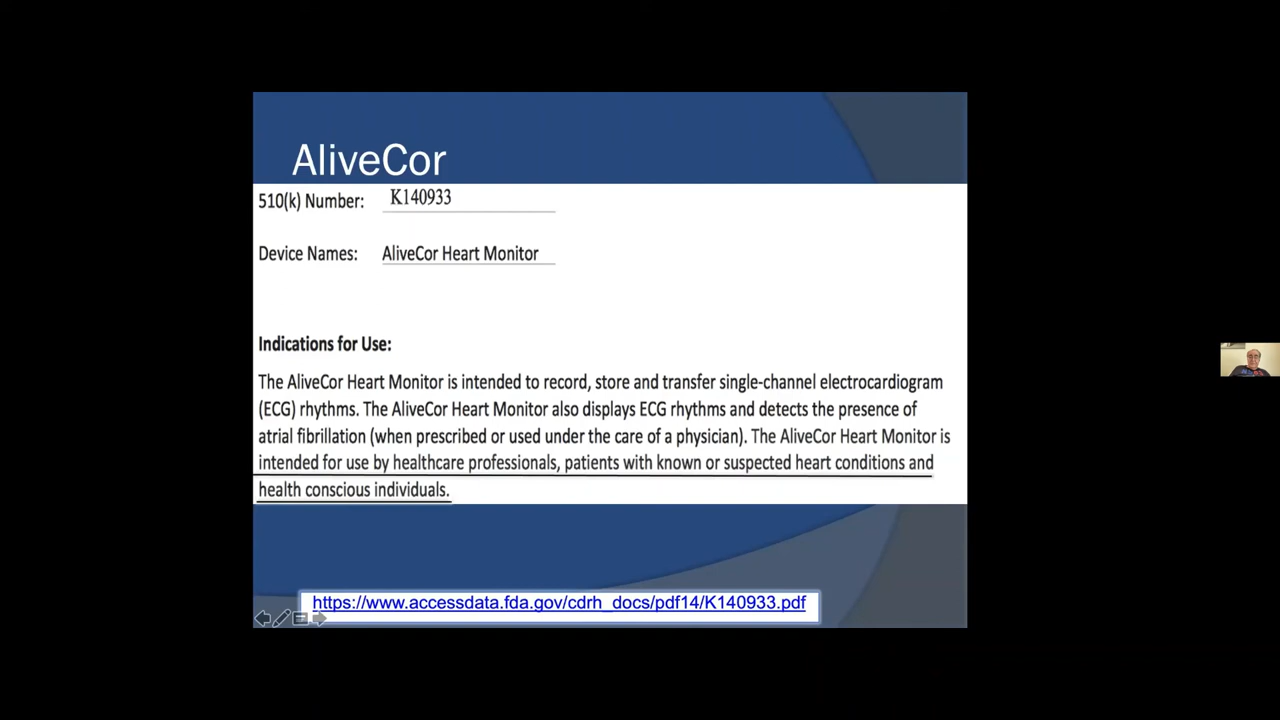 AliveCor
510(k) Number: K140933
Device Names: AliveCor Heart Monitor
Indications for Use:
The AliveCor Heart Monitor is intended to record, store and transfer single-channel electrocardiogram
(ECG) rhythms. The AliveCor Heart Monitor also displays ECG rhythms and detects the presence of
atrial fibrillation (when prescribed or used under the care of a physician). The AliveCor Heart Monitor is
intended for use by healthcare professionals, patients with known or suspected heart conditions and
health conscious individuals.
https://www.accessdata.fda.gov/cdrh_docs/pdf14/K140933.pdf